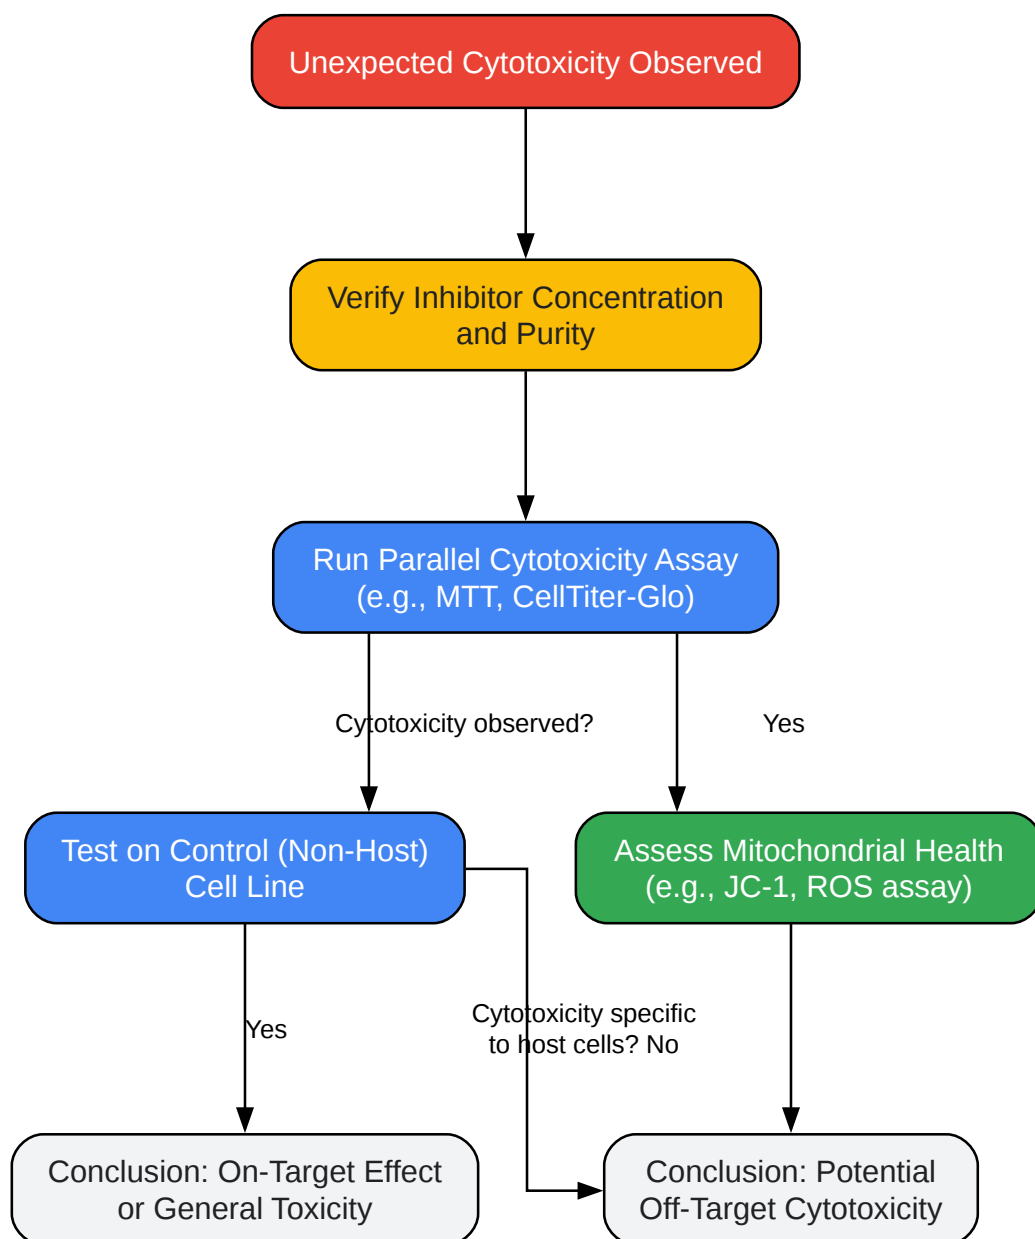 Unexpected Cytotoxicity Observed
Verify Inhibitor Concentration
and Purity
Run Parallel Cytotoxicity Assay
(e.g., MTT, CellTiter-Glo)
Cytotoxicity observed?
Yes
Test on Control (Non-Host)
Cell Line
Assess Mitochondrial Health
(e.g., JC-1, ROS assay)
Yes
Cytotoxicity specific
to host cells? No
Conclusion: On-Target Effect
or General Toxicity
Conclusion: Potential
Off-Target Cytotoxicity